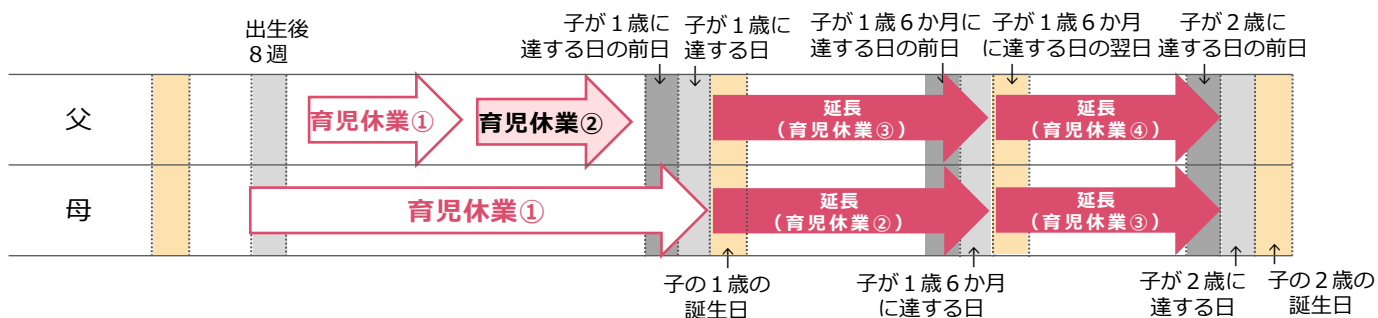 出生後
８週
子が１歳に
達する日の前日
子が１歳に
達する日
子が１歳６か月に
達する日の前日
子が１歳６か月
に達する日の翌日
子が２歳に
達する日の前日
父
育児休業①
育児休業②
延長
（育児休業③）
延長
（育児休業④）
母
育児休業①
延長
（育児休業②）
延長
（育児休業③）
子の１歳の
誕生日
子が１歳６か月
に達する日
子が２歳に
達する日
子の２歳の
誕生日